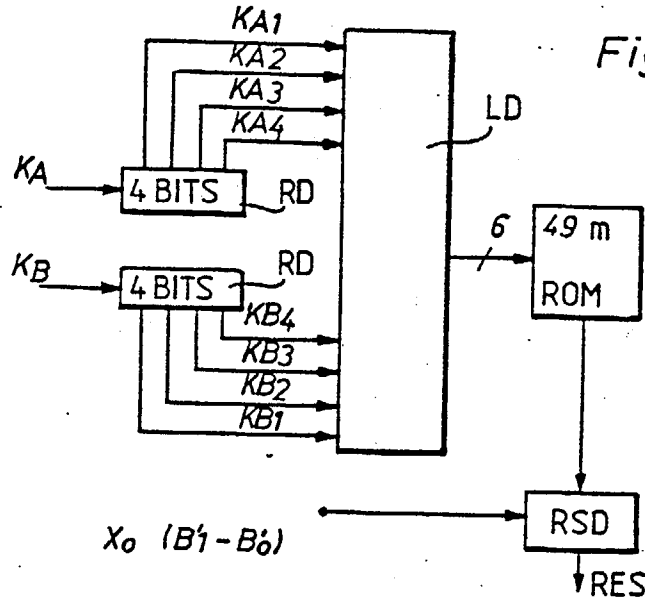 KA1
KA2
KA3
KA4
Fig
LD
KA
4 BITS
RD
6
49 m
ROM
KB
4 BITS
RD
KB4
KB3
KB2
KB1
X₀ (B'1-B'0)
RSD
RES